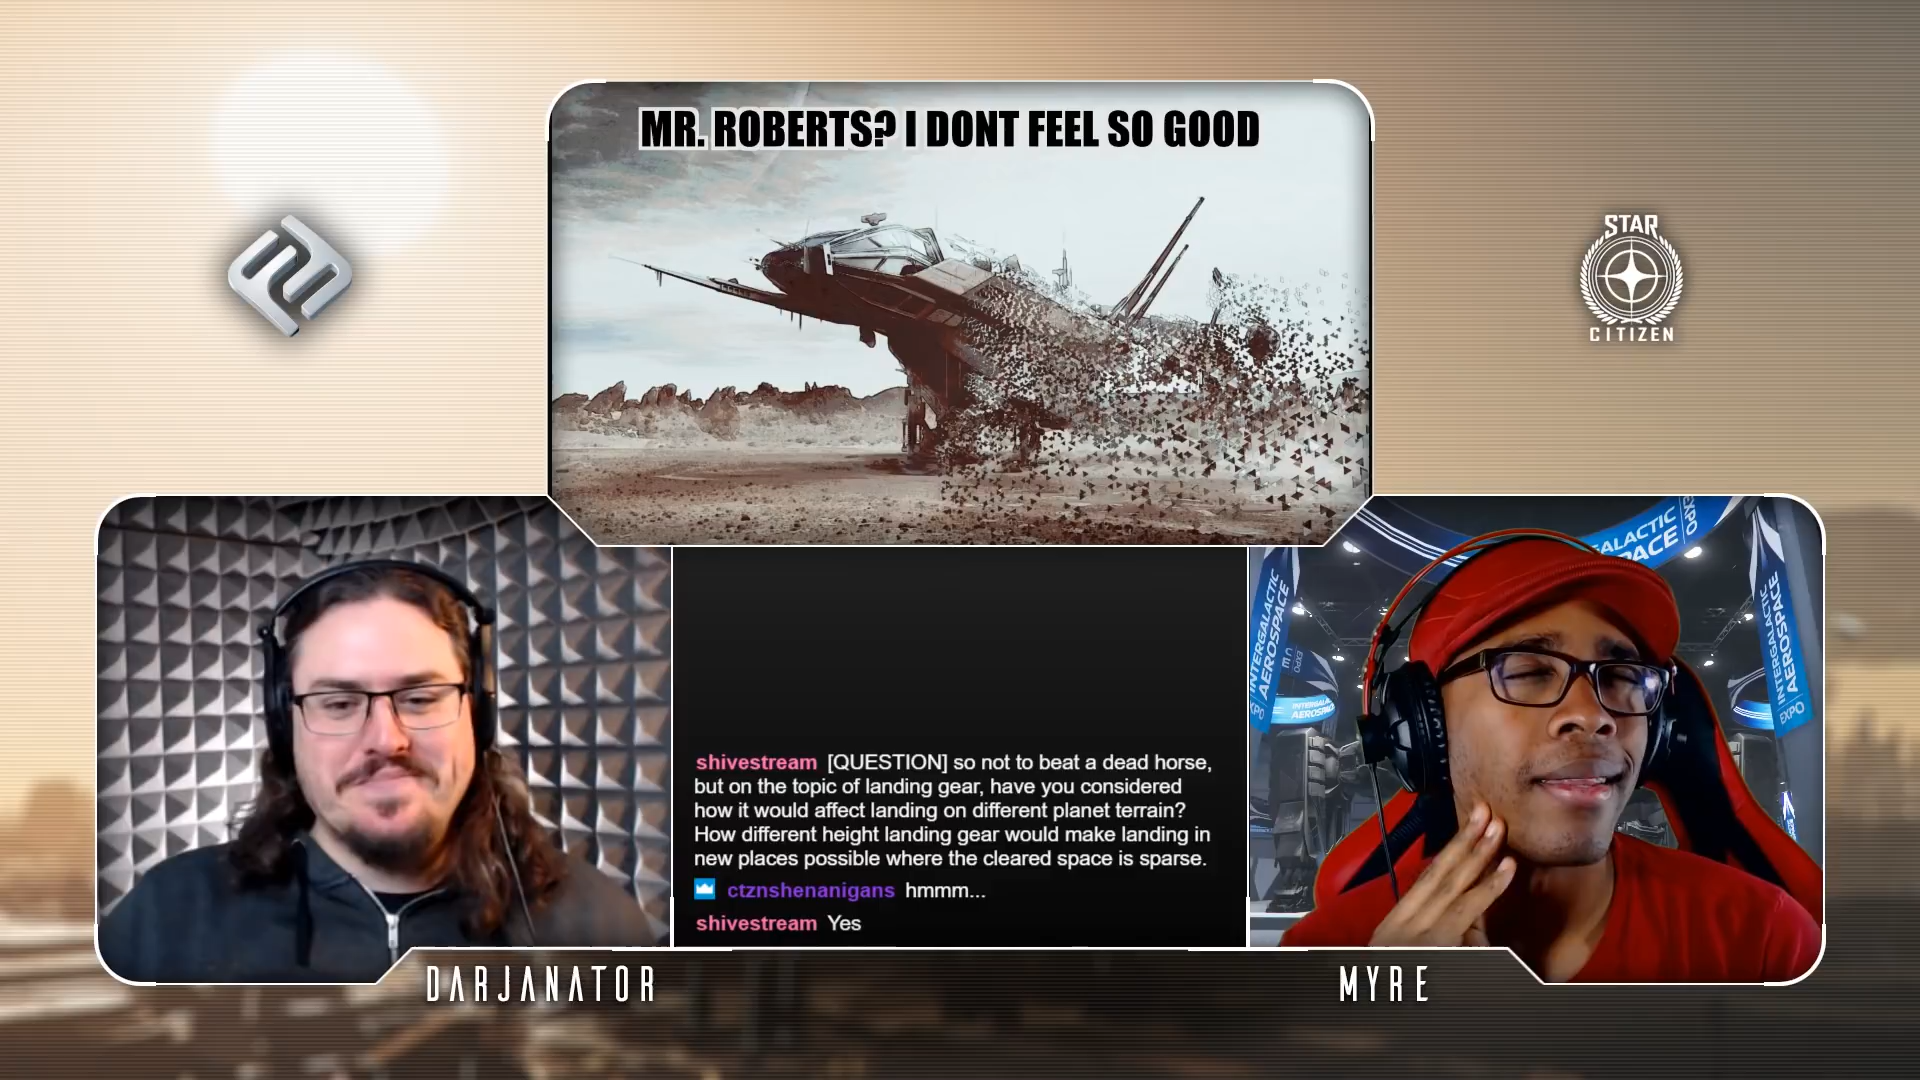 MR. ROBERTS? I DONT FEEL SO GOOD
STAR
CITIZEN
GALACTIC
SPACE
EXPO
INTERGALACTIC
AEROSPACE
EXPO
INTERGALACTIC
AEROSPACE
EXPO
shivestream [QUESTION] so not to beat a dead horse,
but on the topic of landing gear, have you considered
how it would affect landing on different planet terrain?
How different height landing gear would make landing in
new places possible where the cleared space is sparse.
ctznshenanigans hmmm...
shivestream Yes
DARJANATOR
MYRE